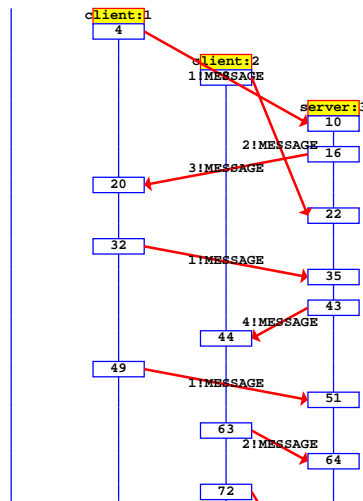 client:1
4
client:2
1!MESSAGE
server:3
10
2!MESSAGE
16
3!MESSAGE
20
22
32
1!MESSAGE
35
43
4!MESSAGE
44
49
1!MESSAGE
51
63
2!MESSAGE
64
72